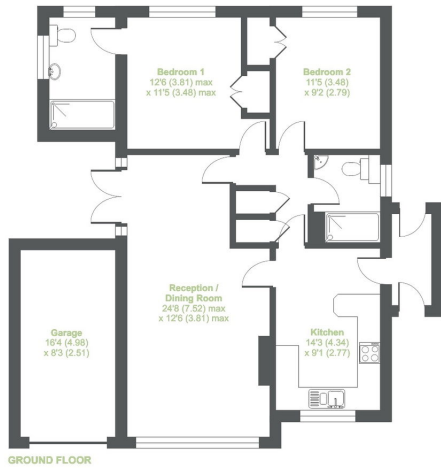 Bedroom 1
12'6 (3.81) max
x 11'5 (3.48) max
Bedroom 2
11'5 (3.48)
x 9'2 (2.79)
Reception /
Dining Room
24'8 (7.52) max
x 12'6 (3.81) max
Garage
16'4 (4.98)
x 8'3 (2.51)
Kitchen
14'3 (4.34)
x 9'1 (2.77)
GROUND FLOOR